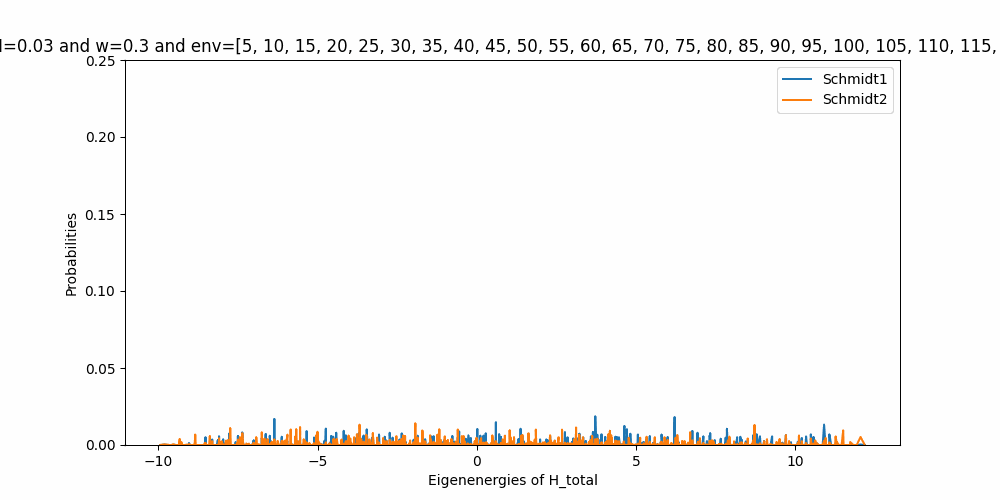 =0.03 and w=0.3 and env=[5, 10, 15, 20, 25, 30, 35, 40, 45, 50, 55, 60, 65, 70, 75, 80, 85, 90, 95, 100, 105, 110, 115,
Schmidt1
Schmidt2
0.25
0.20
0.15
0.10
0.05
0.00
Probabilities
−10
−5
0
5
10
Eigenenergies of H_total